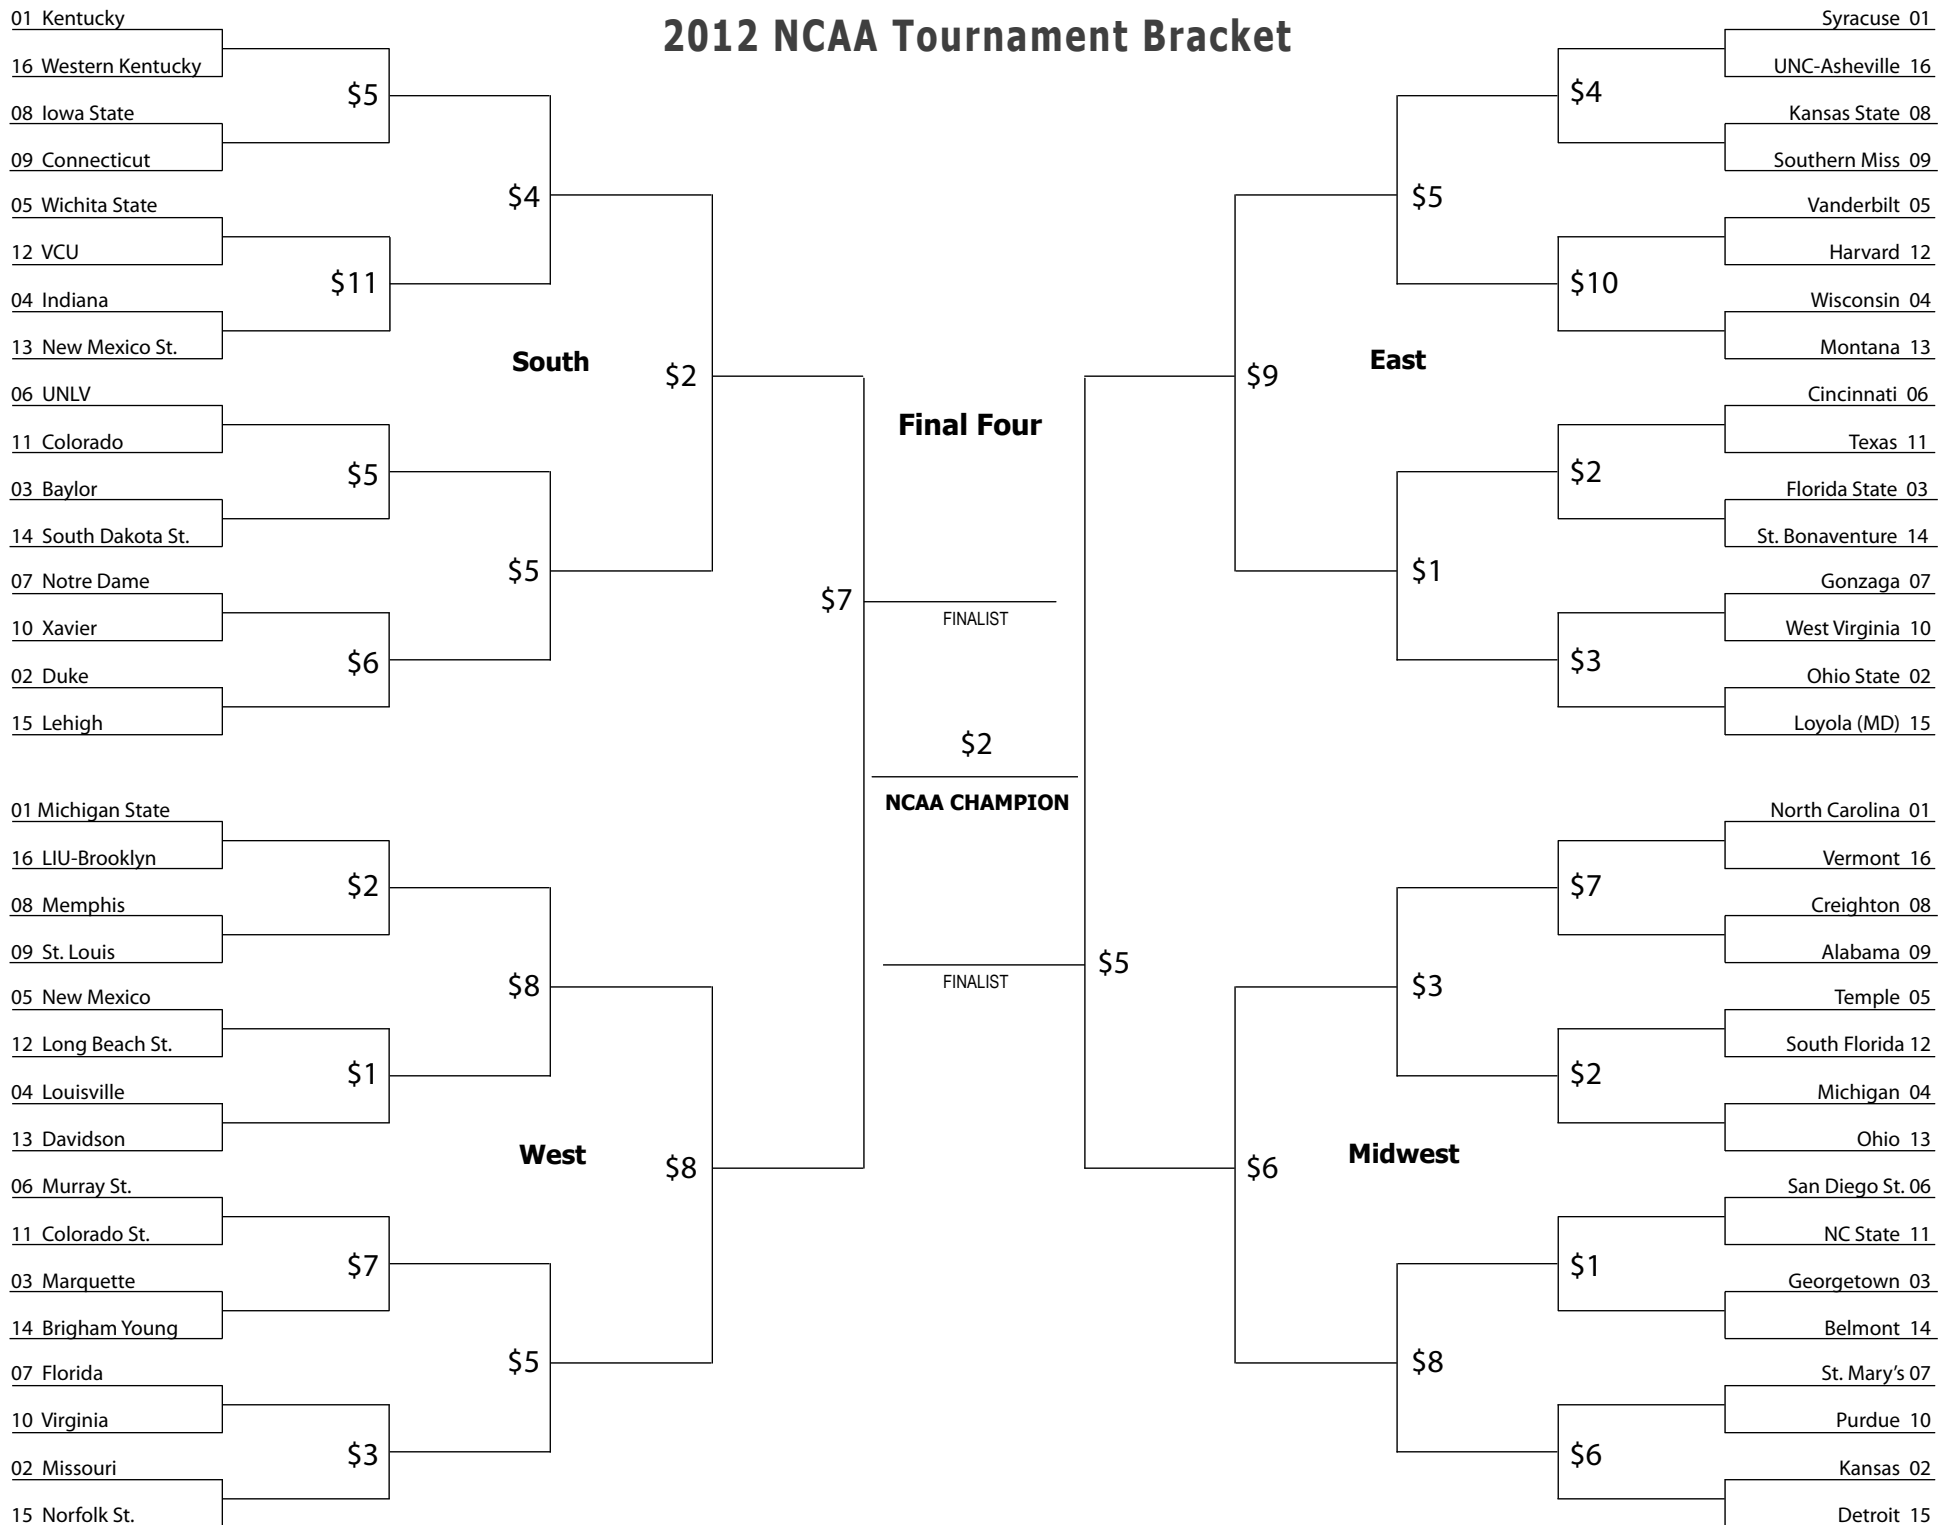 2012 NCAA Tournament Bracket
01 Kentucky
16 Western Kentucky
$5
08 Iowa State
09 Connecticut
$4
05 Wichita State
12 VCU
$11
04 Indiana
13 New Mexico St.
South
$2
06 UNLV
11 Colorado
$5
03 Baylor
14 South Dakota St.
$5
07 Notre Dame
10 Xavier
$6
02 Duke
15 Lehigh
$7
01 Michigan State
16 LIU-Brooklyn
$2
08 Memphis
09 St. Louis
$8
05 New Mexico
12 Long Beach St.
$1
04 Louisville
13 Davidson
West
$8
06 Murray St.
11 Colorado St.
$7
03 Marquette
14 Brigham Young
$5
07 Florida
10 Virginia
$3
02 Missouri
15 Norfolk St.
Final Four
FINALIST
$2
NCAA CHAMPION
FINALIST
$5
Syracuse 01
UNC-Asheville 16
$4
Kansas State 08
Southern Miss 09
$5
Vanderbilt 05
Harvard 12
$10
Wisconsin 04
Montana 13
East
$9
Cincinnati 06
Texas 11
$2
Florida State 03
St. Bonaventure 14
$1
Gonzaga 07
West Virginia 10
$3
Ohio State 02
Loyola (MD) 15
North Carolina 01
Vermont 16
$7
Creighton 08
Alabama 09
$3
Temple 05
South Florida 12
$2
Michigan 04
Ohio 13
Midwest
$6
San Diego St. 06
NC State 11
$1
Georgetown 03
Belmont 14
$8
St. Mary's 07
Purdue 10
$6
Kansas 02
Detroit 15